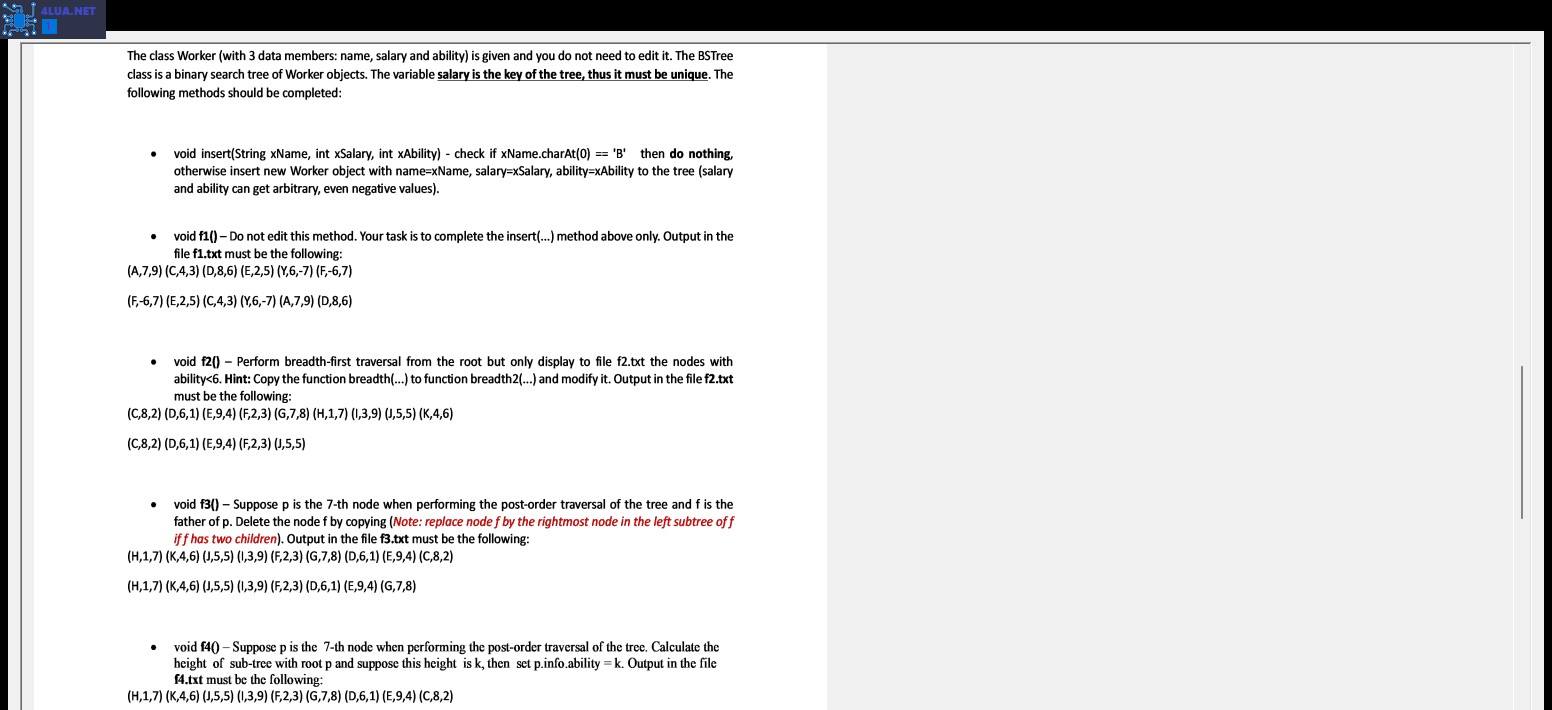 4LUA.NET
The class Worker (with 3 data members: name, salary and ability) is given and you do not need to edit it. The BSTree
class is a binary search tree of Worker objects. The variable salary is the key of the tree, thus it must be unique. The
following methods should be completed:
• void insert(String xName, int xSalary, int xAbility) - check if xName.charAt(0) == 'B' then do nothing,
otherwise insert new Worker object with name=xName, salary=xSalary, ability=xAbility to the tree (salary
and ability can get arbitrary, even negative values).
• void f1() – Do not edit this method. Your task is to complete the insert(...) method above only. Output in the
file f1.txt must be the following:
(A,7,9) (C,4,3) (D,8,6) (E,2,5) (Y,6,-7) (F,-6,7)
(F,-6,7) (E,2,5) (C,4,3) (Y,6,-7) (A,7,9) (D,8,6)
• void f2() – Perform breadth-first traversal from the root but only display to file f2.txt the nodes with
ability<6. Hint: Copy the function breadth(...) to function breadth2(...) and modify it. Output in the file f2.txt
must be the following:
(C,8,2) (D,6,1) (E,9,4) (F,2,3) (G,7,8) (H,1,7) (I,3,9) (J,5,5) (K,4,6)
(C,8,2) (D,6,1) (E,9,4) (F,2,3) (J,5,5)
• void f3() – Suppose p is the 7-th node when performing the post-order traversal of the tree and f is the
father of p. Delete the node f by copying (Note: replace node f by the rightmost node in the left subtree of f
if f has two children). Output in the file f3.txt must be the following:
(H,1,7) (K,4,6) (J,5,5) (I,3,9) (F,2,3) (G,7,8) (D,6,1) (E,9,4) (C,8,2)
(H,1,7) (K,4,6) (J,5,5) (I,3,9) (F,2,3) (D,6,1) (E,9,4) (G,7,8)
• void f4() – Suppose p is the 7-th node when performing the post-order traversal of the tree. Calculate the
height of sub-tree with root p and suppose this height is k, then set p.info.ability = k. Output in the file
f4.txt must be the following:
(H,1,7) (K,4,6) (J,5,5) (I,3,9) (F,2,3) (G,7,8) (D,6,1) (E,9,4) (C,8,2)